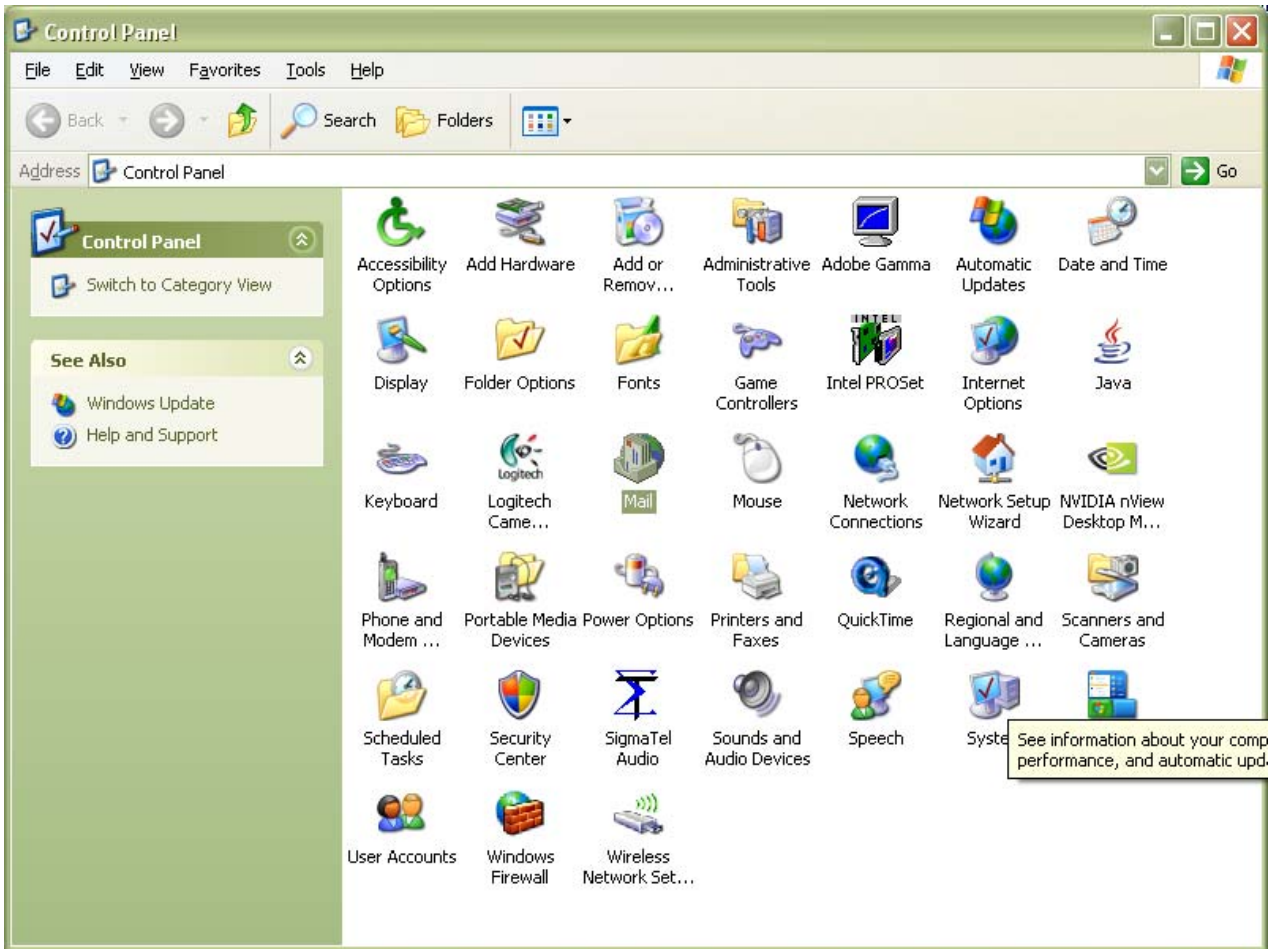 Control Panel
File Edit View Favorites Tools Help
Back Search Folders
Address Control Panel Go
Control Panel
Switch to Category View
See Also
Windows Update
Help and Support
Accessibility Options
Add Hardware
Add or Remov...
Administrative Tools
Adobe Gamma
Automatic Updates
Date and Time
Display
Folder Options
Fonts
Game Controllers
INTEL
Intel PROSet
Internet Options
Java
Keyboard
Logitech
Logitech Came...
Mail
Mouse
Network Connections
Network Setup Wizard
NVIDIA nView Desktop M...
Phone and Modem ...
Portable Media Devices
Power Options
Printers and Faxes
QuickTime
Regional and Language ...
Scanners and Cameras
Scheduled Tasks
Security Center
SigmaTel Audio
Sounds and Audio Devices
Speech
Syste
See information about your comp
performance, and automatic upd
User Accounts
Windows Firewall
Wireless Network Set...